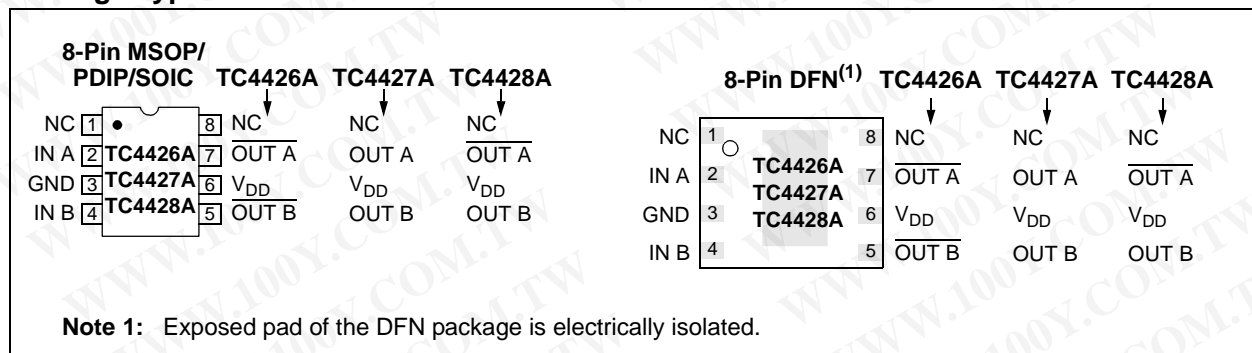 8-Pin MSOP/
PDIP/SOIC TC4426A TC4427A TC4428A
NC 1 8 NC NC NC
IN A 2 TC4426A 7 OUT A OUT A OUT A
GND 3 TC4427A 6 VDD VDD VDD
IN B 4 TC4428A 5 OUT B OUT B OUT B
8-Pin DFN(1) TC4426A TC4427A TC4428A
NC 1 8 NC NC NC
IN A 2 TC4426A 7 OUT A OUT A OUT A
TC4427A
GND 3 TC4428A 6 VDD VDD VDD
IN B 4 5 OUT B OUT B OUT B
Note 1: Exposed pad of the DFN package is electrically isolated.
WWW.100Y.COM.TW